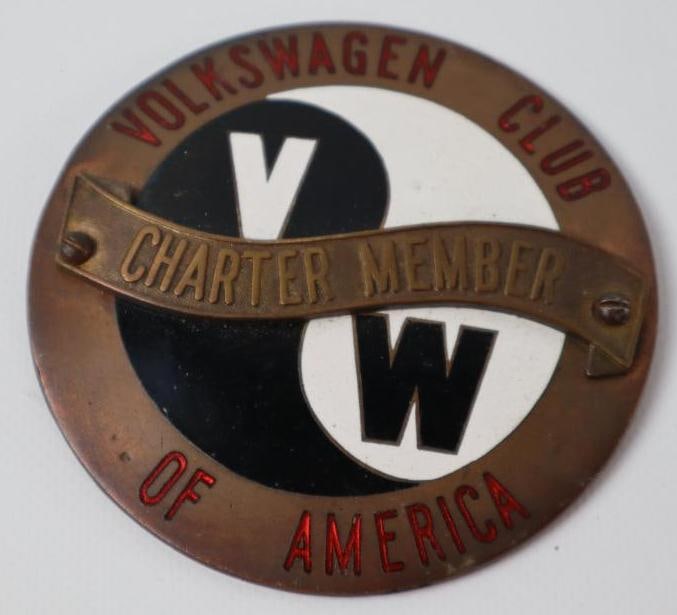 VOLKSWAGEN CLUB
V
CHARTER MEMBER
W
OF AMERICA